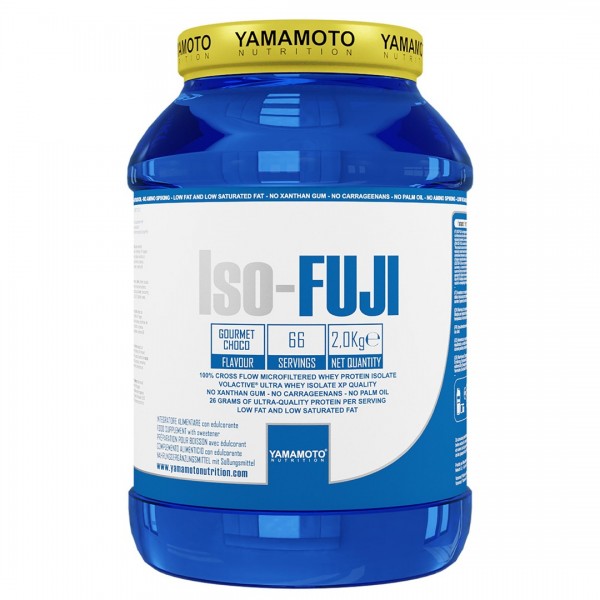 YAMAMOTO
NUTRITION
YAMAMOTO
NUTRITION
- LOW FAT AND LOW SATURATED FAT - NO XANTHAN GUM - NO CARRAGEENANS - NO PALM OIL - NO AMINO SPIKING -
Iso-FUJI
GOURMET CHOCO
FLAVOUR
66
SERVINGS
2,0Kg℮
NET QUANTITY
100% CROSS FLOW MICROFILTERED WHEY PROTEIN ISOLATE
VOLACTIVE® ULTRA WHEY ISOLATE XP QUALITY
NO XANTHAN GUM - NO CARRAGEENANS - NO PALM OIL
26 GRAMS OF ULTRA-QUALITY PROTEIN PER SERVING
LOW FAT AND LOW SATURATED FAT
INTEGRATORE ALIMENTARE con edulcorante
FOOD SUPPLEMENT with sweetener
PRÉPARATION POUR BOISSON avec édulcorant
COMPLEMENTO ALIMENTICIO con edulcorante
NAHRUNGSERGÄNZUNGSMITTEL mit Süßungsmittel
www.yamamotonutrition.com
YAMAMOTO®
NUTRITION